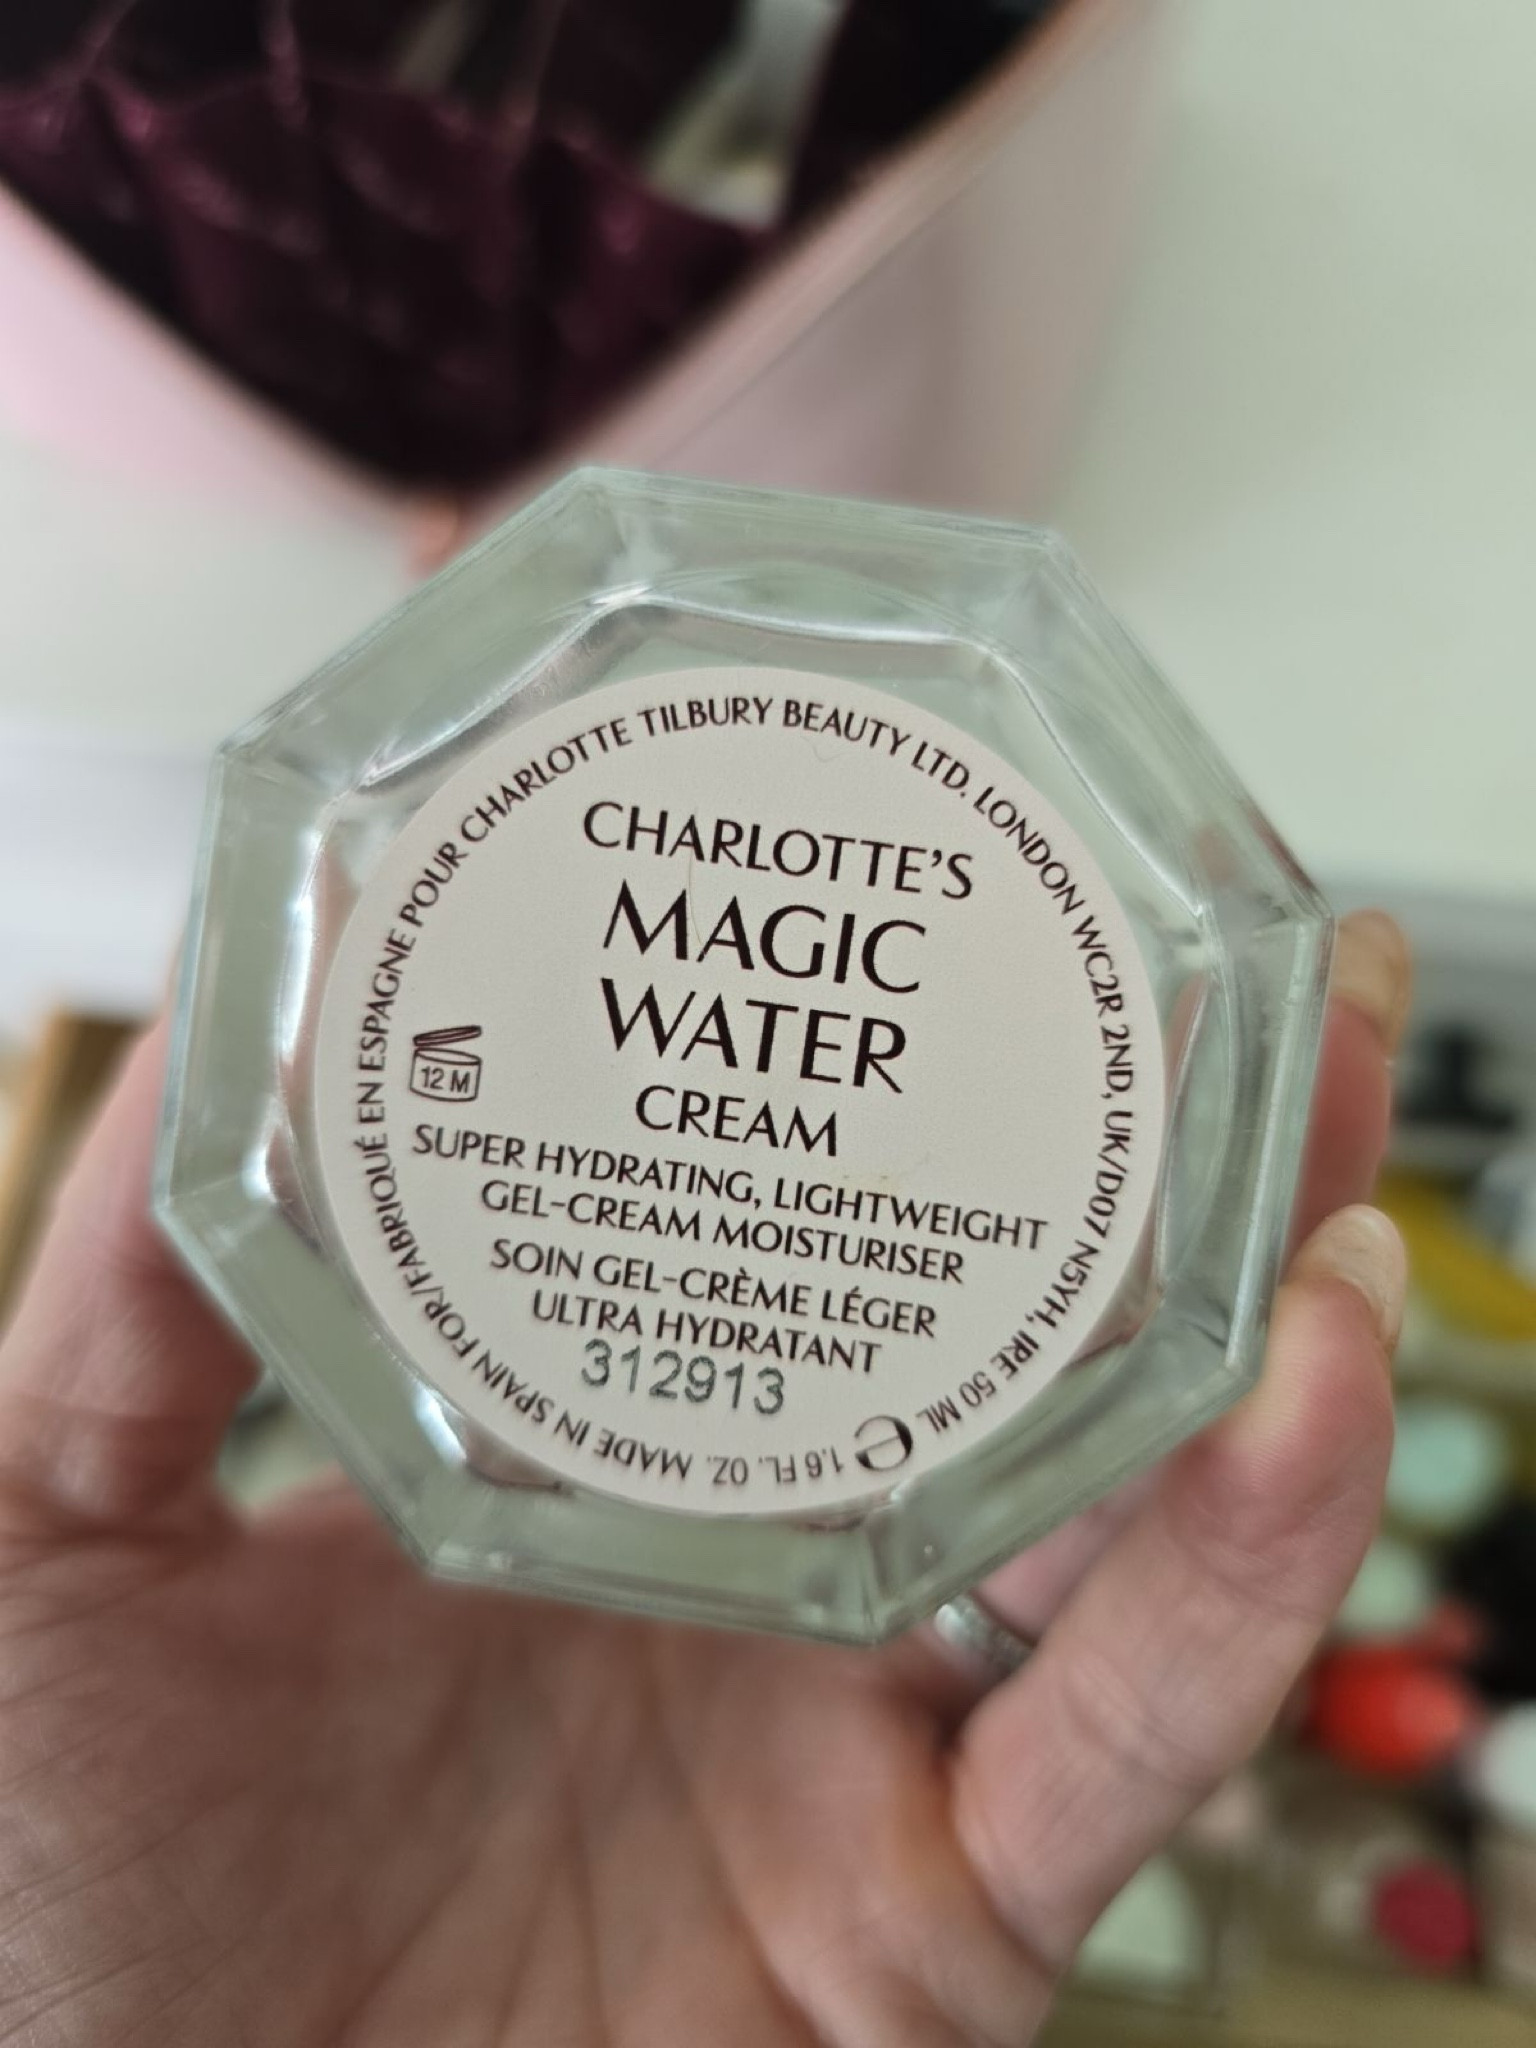 CHARLOTTE'S
MAGIC
WATER
CREAM
12 M
SUPER HYDRATING, LIGHTWEIGHT
GEL-CREAM MOISTURISER
SOIN GEL-CRÈME LÉGER
ULTRA HYDRATANT
312913
MADE IN SPAIN FOR/FABRIQUÉ EN ESPAGNE POUR CHARLOTTE TILBURY BEAUTY LTD. LONDON WC2R 2ND, UK/D07 N5YH, IRE 50 ML ℮ 1.6 FL. OZ.